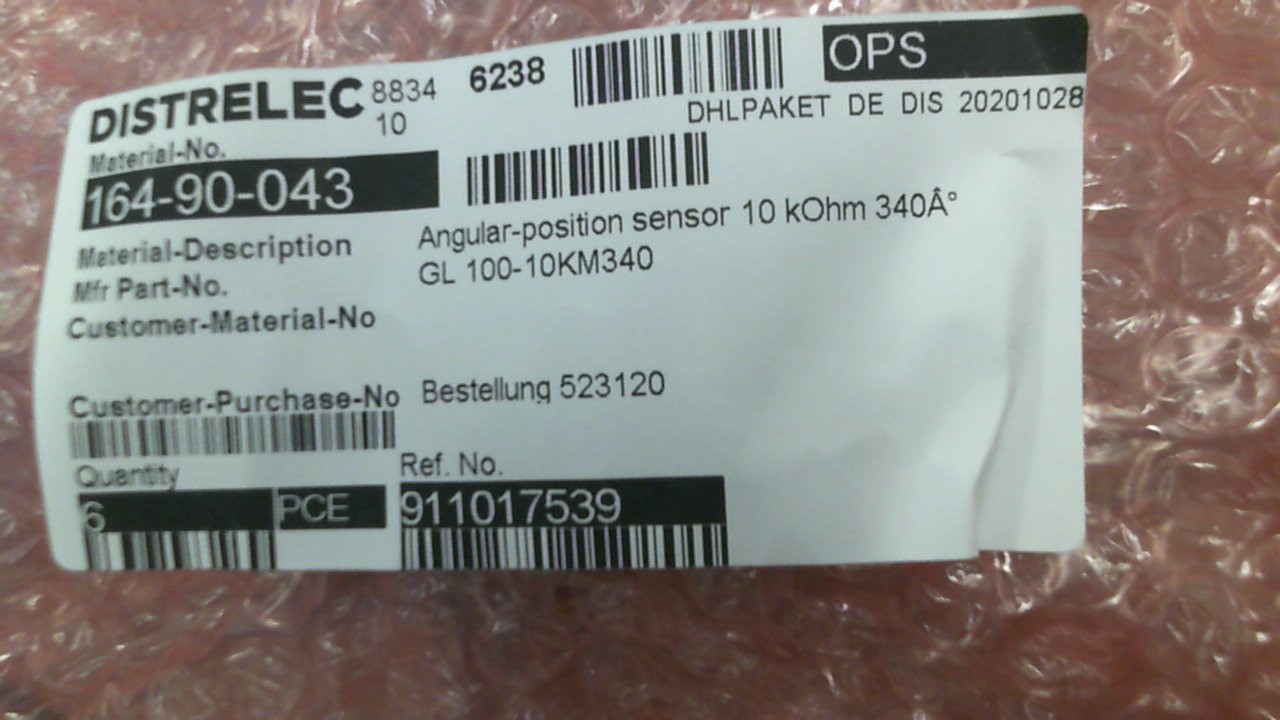 DISTRELEC 8834 6238 OPS
10 DHLPAKET DE DIS 20201028
Material-No.
164-90-043
Material-Description Angular-position sensor 10 kOhm 340Â°
Mfr Part-No. GL 100-10KM340
Customer-Material-No
Customer-Purchase-No Bestellung 523120
Quantity Ref. No.
6 PCE 911017539